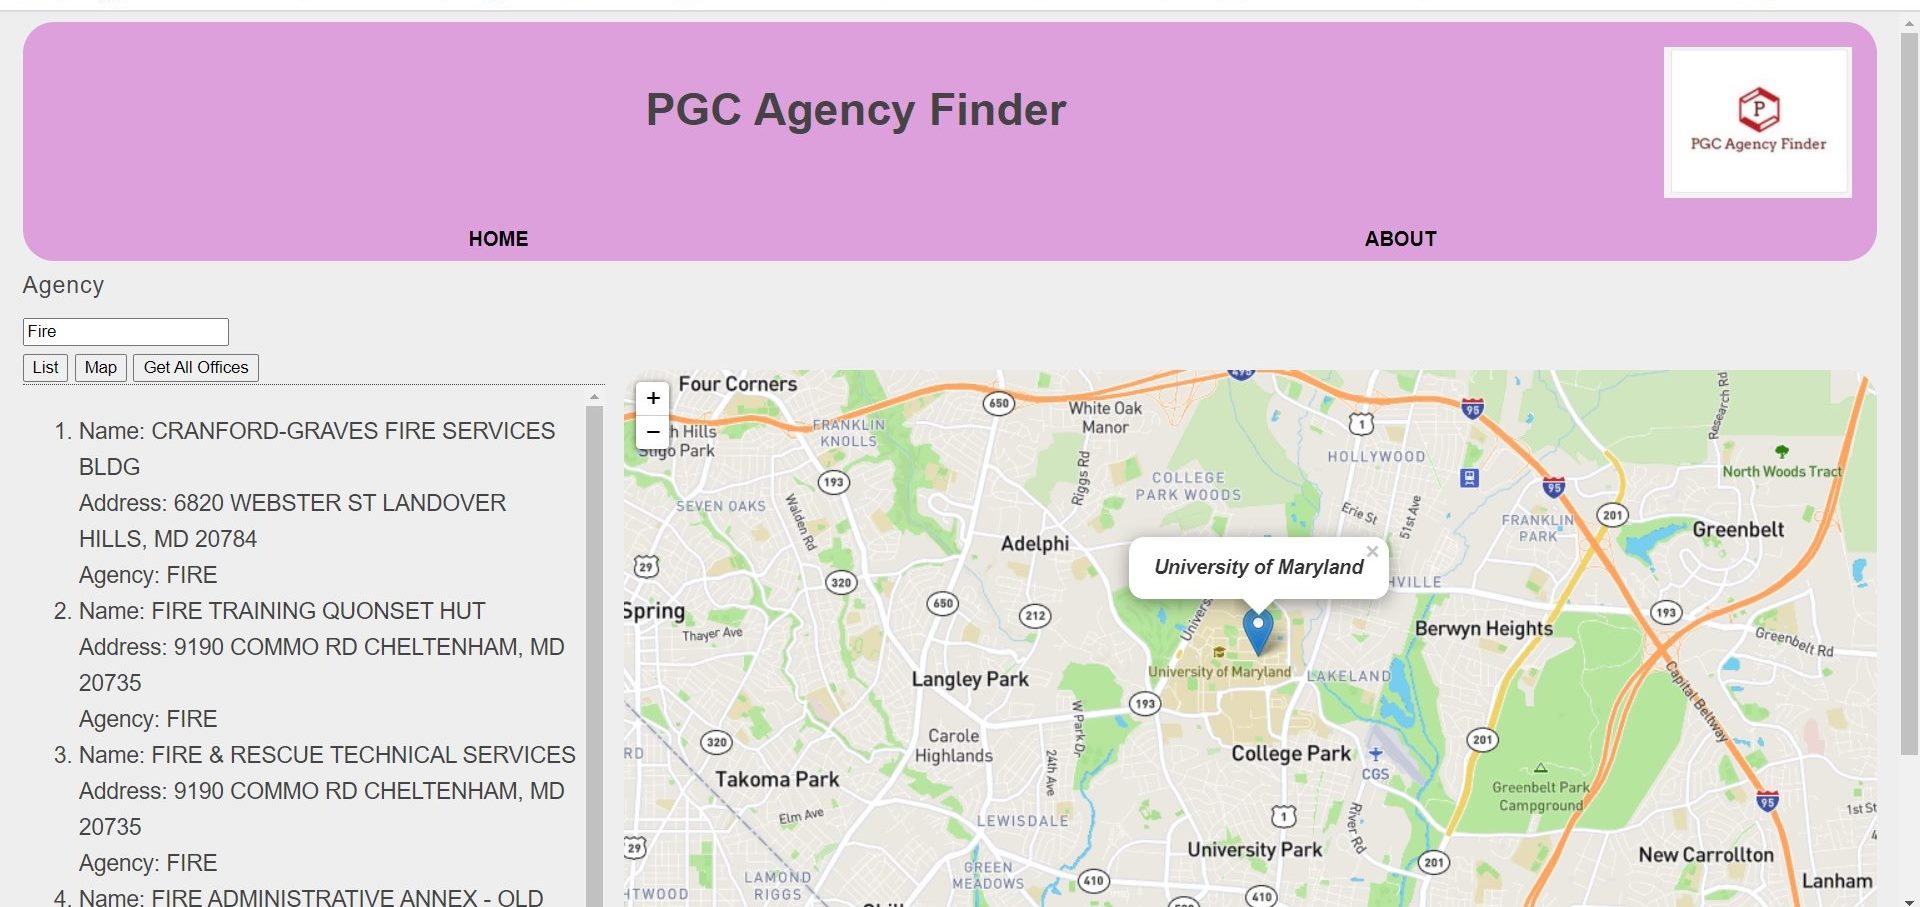 PGC Agency Finder
P
PGC Agency Finder
HOME
ABOUT
Agency
Fire
List
Map
Get All Offices
1. Name: CRANFORD-GRAVES FIRE SERVICES
BLDG
Address: 6820 WEBSTER ST LANDOVER
HILLS, MD 20784
Agency: FIRE
2. Name: FIRE TRAINING QUONSET HUT
Address: 9190 COMMO RD CHELTENHAM, MD
20735
Agency: FIRE
3. Name: FIRE & RESCUE TECHNICAL SERVICES
Address: 9190 COMMO RD CHELTENHAM, MD
20735
Agency: FIRE
4. Name: FIRE ADMINISTRATIVE ANNEX - OLD
+
−
Four Corners
h Hills
Sligo Park
FRANKLIN
KNOLLS
650
White Oak
Manor
495
95
1
Research Rd
HOLLYWOOD
North Woods Tract
193
Riggs Rd
COLLEGE
PARK WOODS
95
SEVEN OAKS
Walden Rd
Erie St
51st Ave
FRANKLIN
PARK
201
Greenbelt
Adelphi
University of Maryland
×
29
320
HVILLE
Spring
650
212
Univers
193
Thayer Ave
Berwyn Heights
Greenbelt Rd
University of Maryland
LAKELAND
Langley Park
193
Capital Beltway
W Park Dr
320
Carole
Highlands
24th Ave
College Park
201
RD
CGS
Takoma Park
Greenbelt Park
Campground
95
1st St
Elm Ave
LEWISDALE
1
River Rd
4
29
University Park
201
New Carrollton
GREEN
MEADOWS
LAMOND
RIGGS
410
Lanham
HTWOOD
410